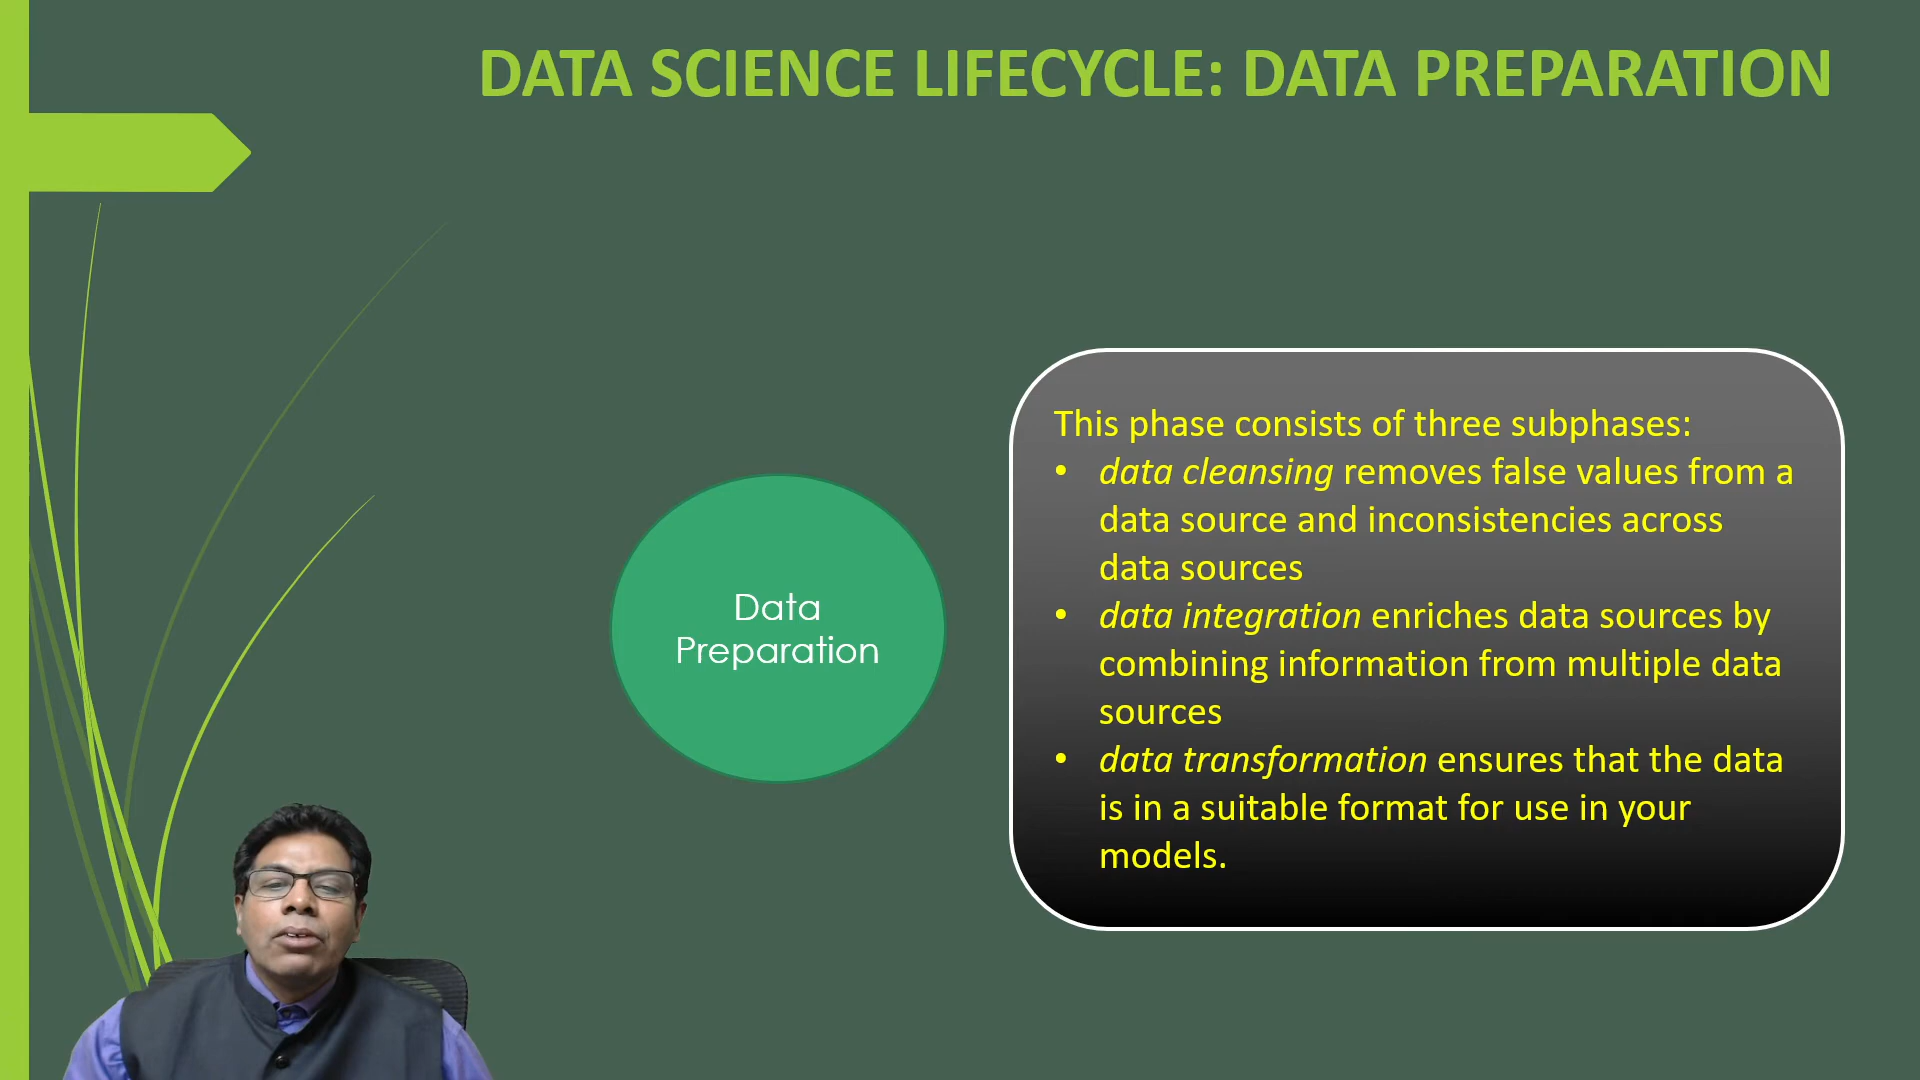 DATA SCIENCE LIFECYCLE: DATA PREPARATION
Data
Preparation
This phase consists of three subphases:
• data cleansing removes false values from a
data source and inconsistencies across
data sources
• data integration enriches data sources by
combining information from multiple data
sources
• data transformation ensures that the data
is in a suitable format for use in your
models.